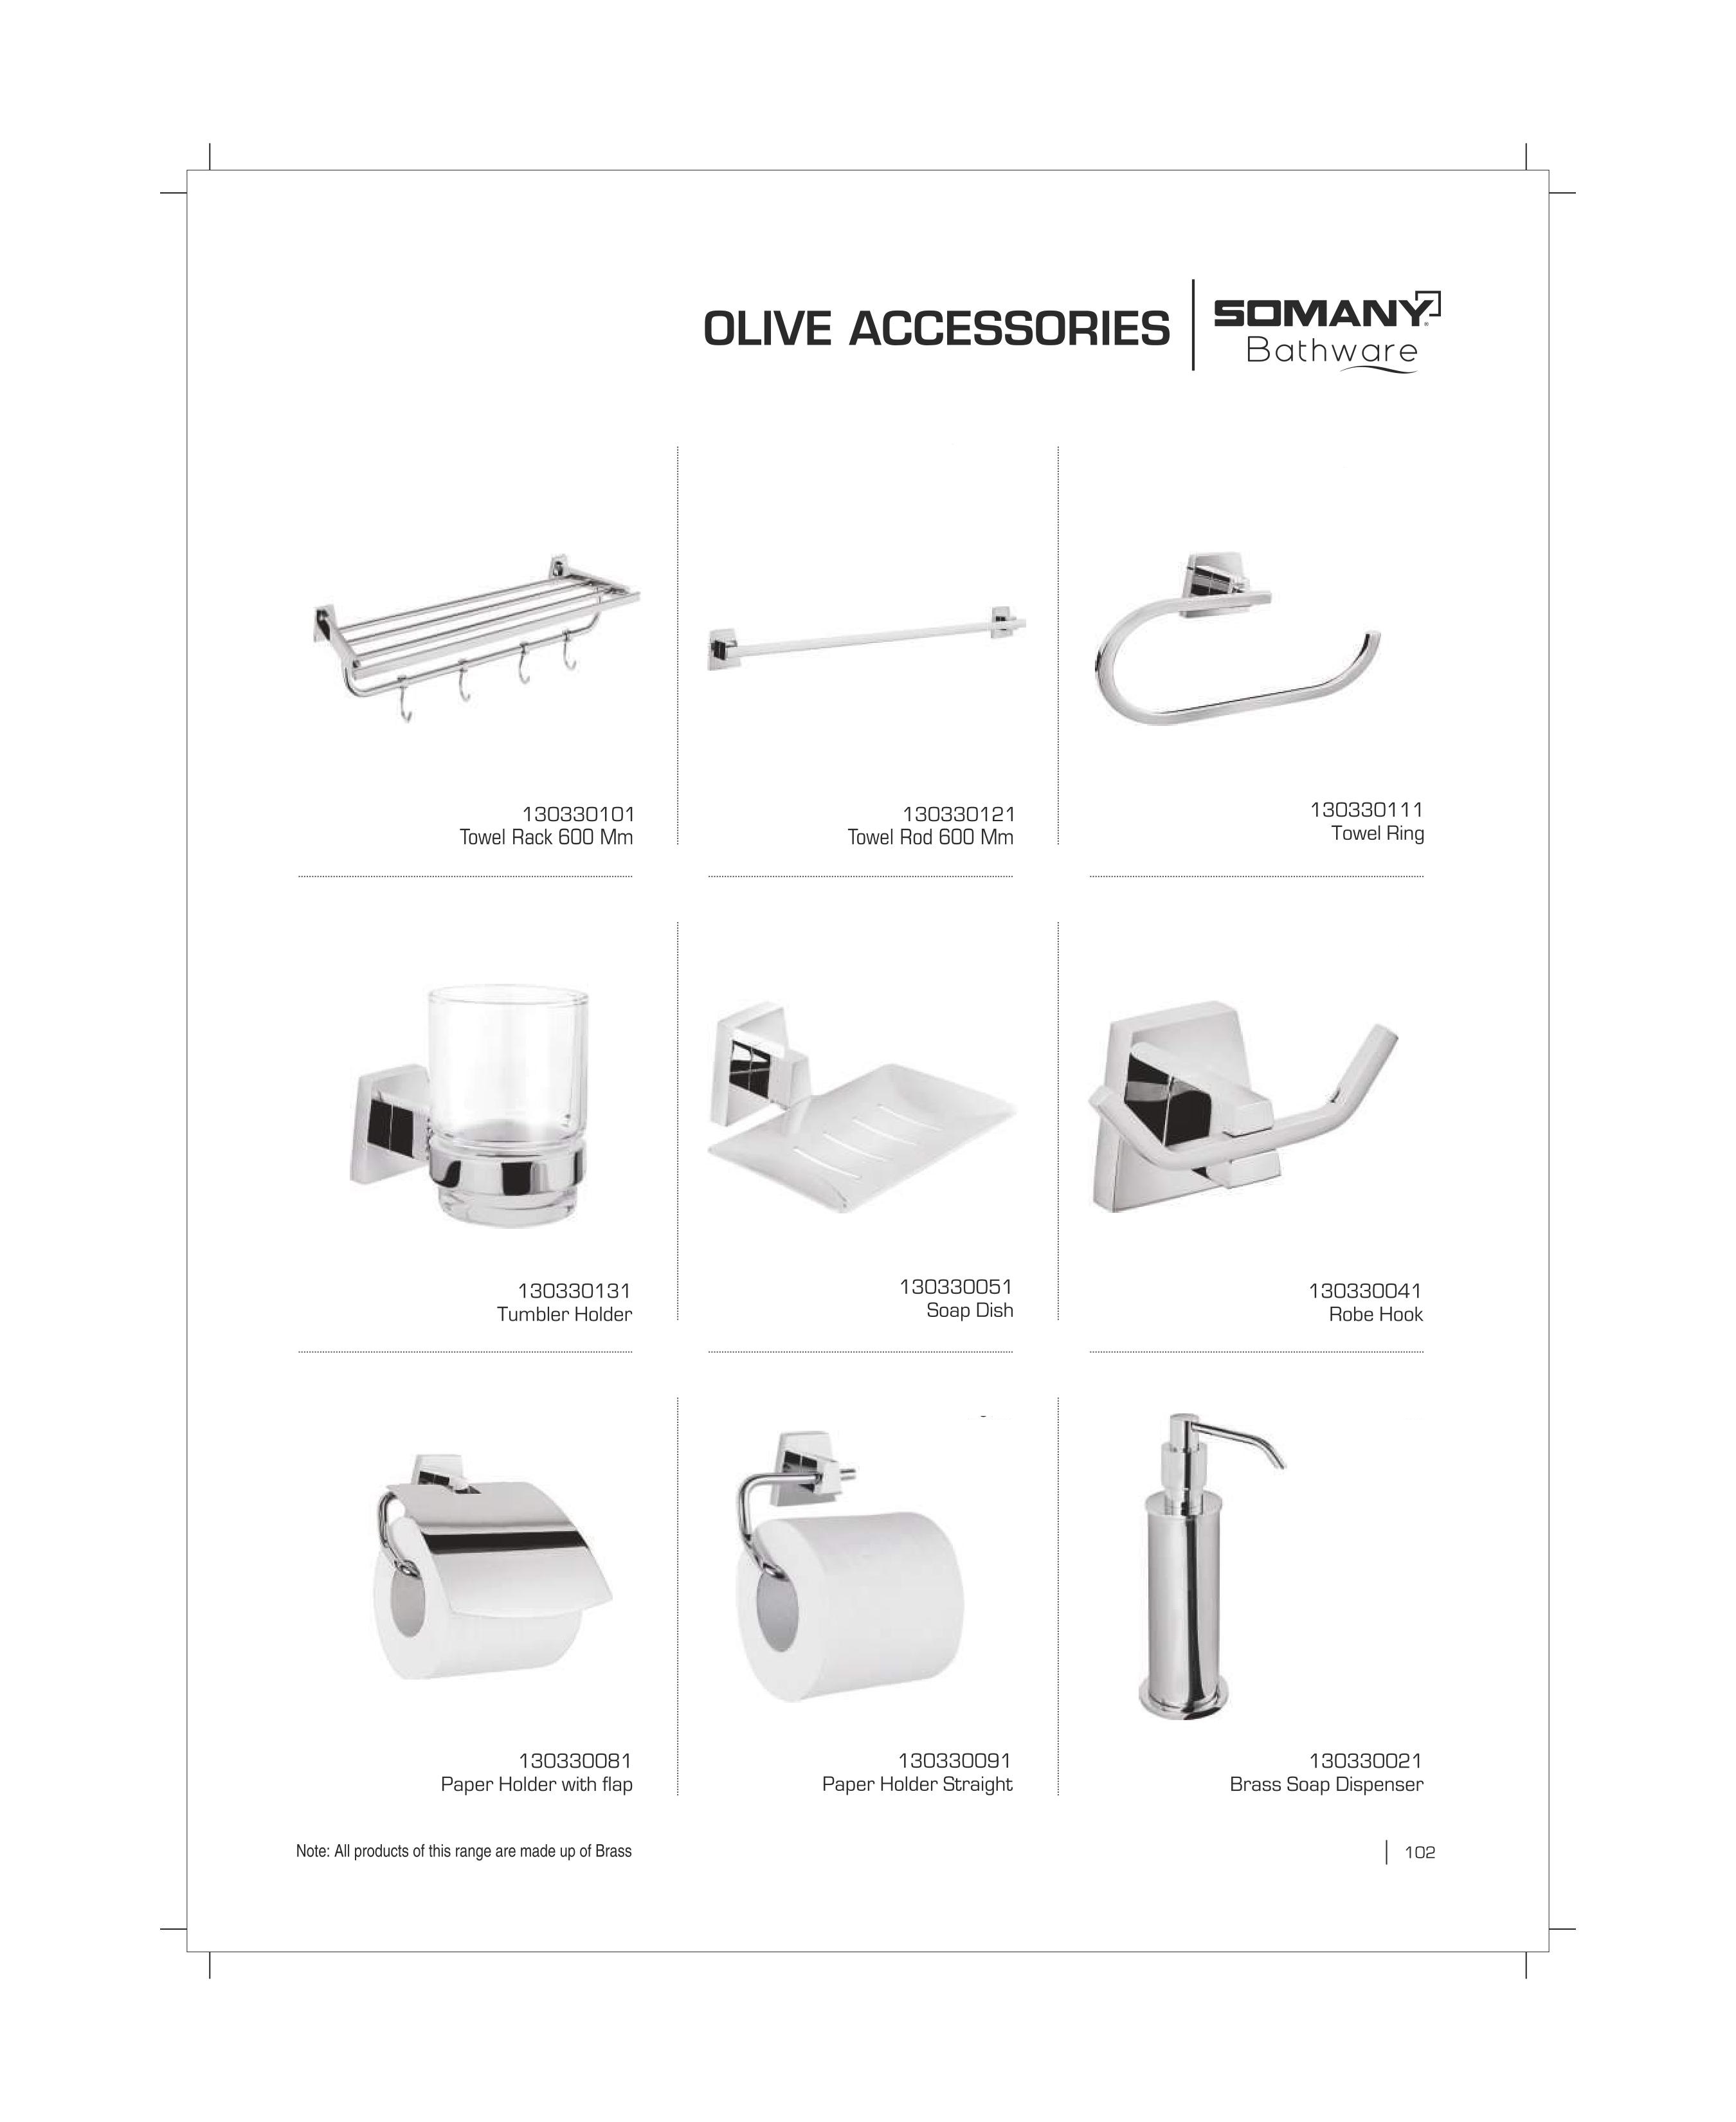 OLIVE ACCESSORIES
SOMANY®
Bathware
130330101
Towel Rack 600 Mm
130330121
Towel Rod 600 Mm
130330111
Towel Ring
130330131
Tumbler Holder
130330051
Soap Dish
130330041
Robe Hook
130330081
Paper Holder with flap
130330091
Paper Holder Straight
130330021
Brass Soap Dispenser
Note: All products of this range are made up of Brass
102